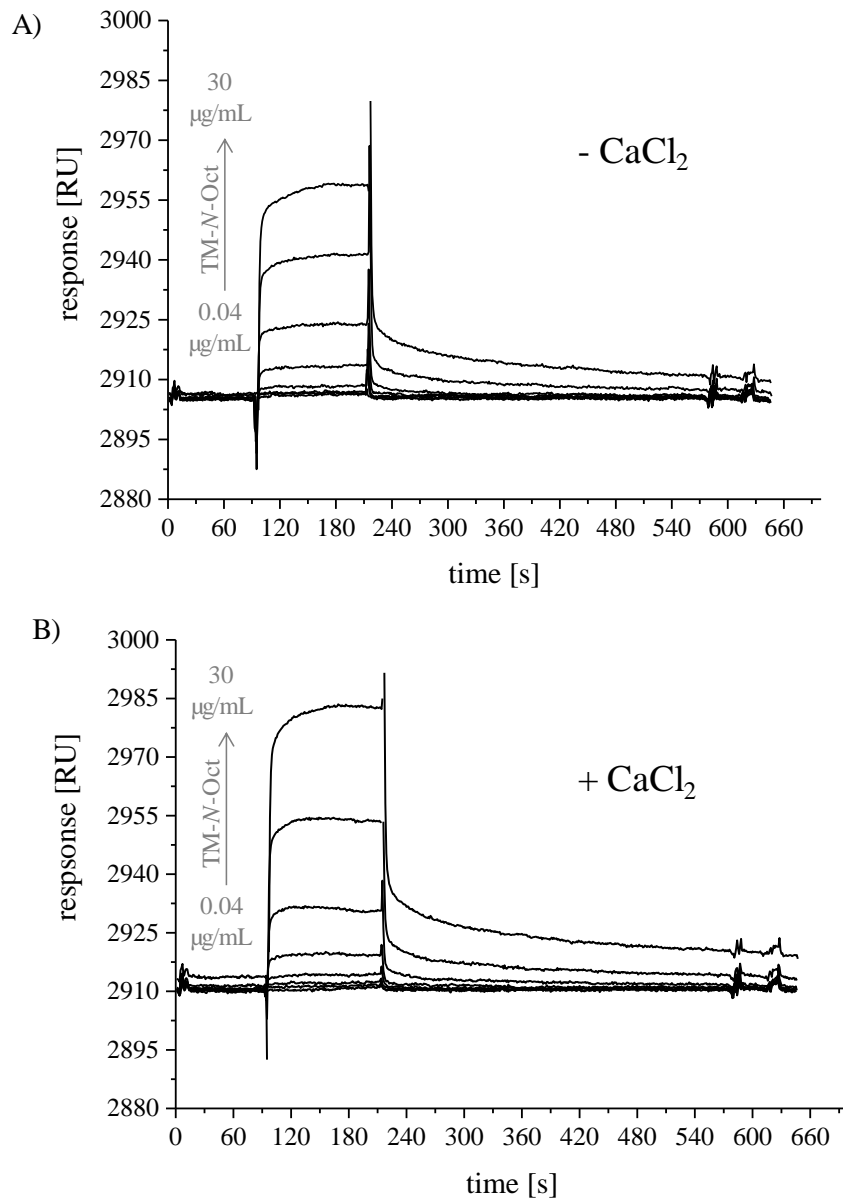 A)
3000
2985
2970
2955
2940
2925
2910
2895
2880
response [RU]
30
µg/mL
TM-N-Oct
0.04
µg/mL
- CaCl₂
0 60 120 180 240 300 360 420 480 540 600 660
time [s]
B)
3000
2985
2970
2955
2940
2925
2910
2895
2880
respsonse [RU]
30
µg/mL
TM-N-Oct
0.04
µg/mL
+ CaCl₂
0 60 120 180 240 300 360 420 480 540 600 660
time [s]